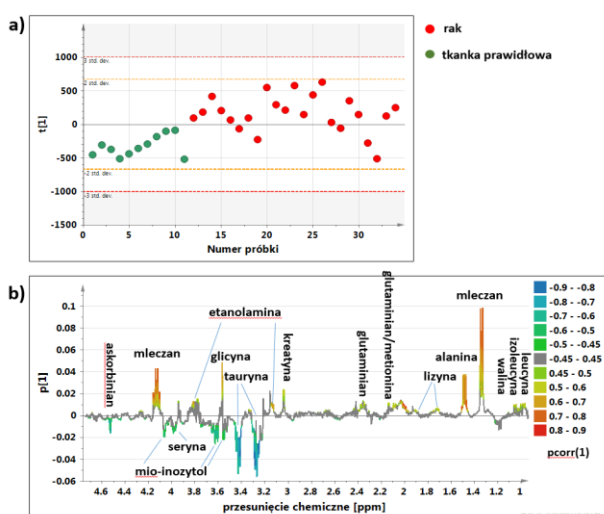 a)
rak
tkanka prawidłowa
t[1]
1500
1000
3 std. dev.
2 std. dev.
500
0
-500
-2 std. dev.
-1000
-3 std. dev.
-1500
0 5 10 15 20 25 30
Numer próbki
b)
p[1]
0.1
0.08
0.06
0.04
0.02
0
-0.02
-0.04
-0.06
askorbinian
mleczan
etanolamina
glicyna
tauryna
kreatyna
seryna
mio-inozytol
glutaminian
glutaminian/metionina
lizyna
alanina
mleczan
walina
izoleucyna
leucyna
4.6 4.4 4.2 4 3.8 3.6 3.4 3.2 3 2.8 2.6 2.4 2.2 2 1.8 1.6 1.4 1.2 1
przesunięcie chemiczne [ppm]
-0.9 - -0.8
-0.8 - -0.7
-0.7 - -0.6
-0.6 - -0.5
-0.5 - -0.45
-0.45 - 0.45
0.45 - 0.5
0.5 - 0.6
0.6 - 0.7
0.7 - 0.8
0.8 - 0.9
pcorr(1)